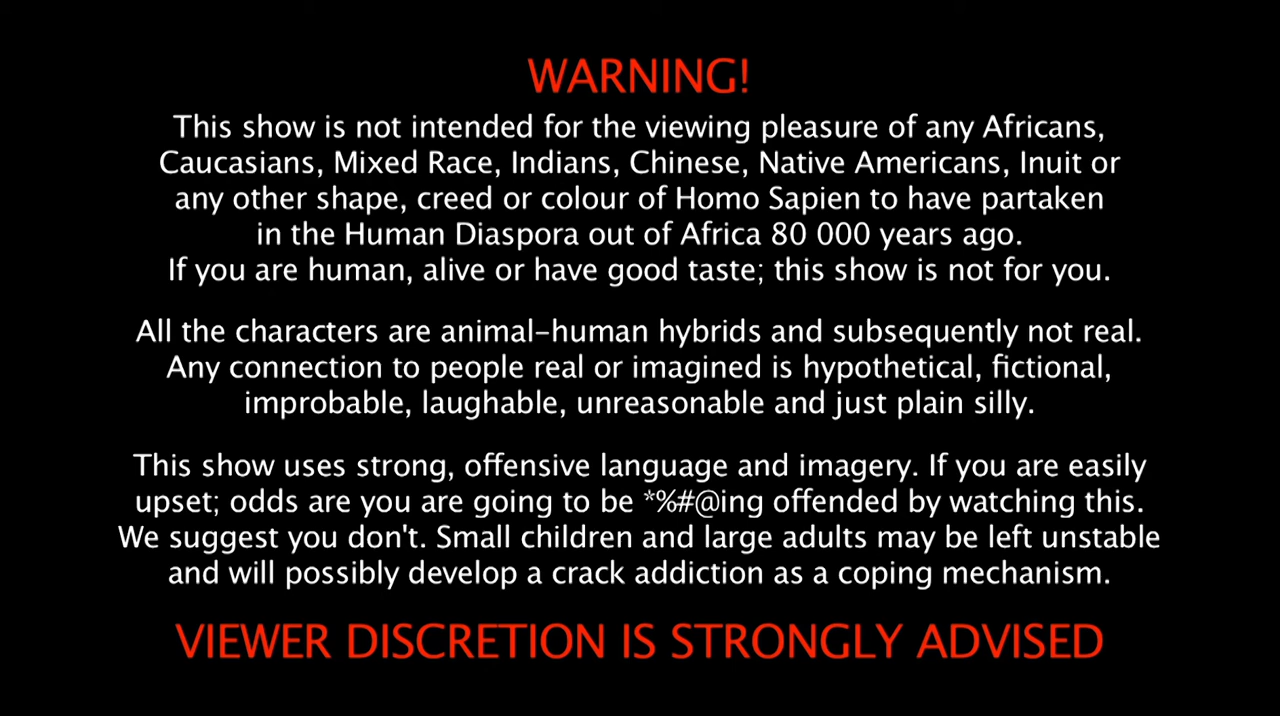 WARNING!
This show is not intended for the viewing pleasure of any Africans,
Caucasians, Mixed Race, Indians, Chinese, Native Americans, Inuit or
any other shape, creed or colour of Homo Sapien to have partaken
in the Human Diaspora out of Africa 80 000 years ago.
If you are human, alive or have good taste; this show is not for you.
All the characters are animal-human hybrids and subsequently not real.
Any connection to people real or imagined is hypothetical, fictional,
improbable, laughable, unreasonable and just plain silly.
This show uses strong, offensive language and imagery. If you are easily
upset; odds are you are going to be *%#@ing offended by watching this.
We suggest you don't. Small children and large adults may be left unstable
and will possibly develop a crack addiction as a coping mechanism.
VIEWER DISCRETION IS STRONGLY ADVISED